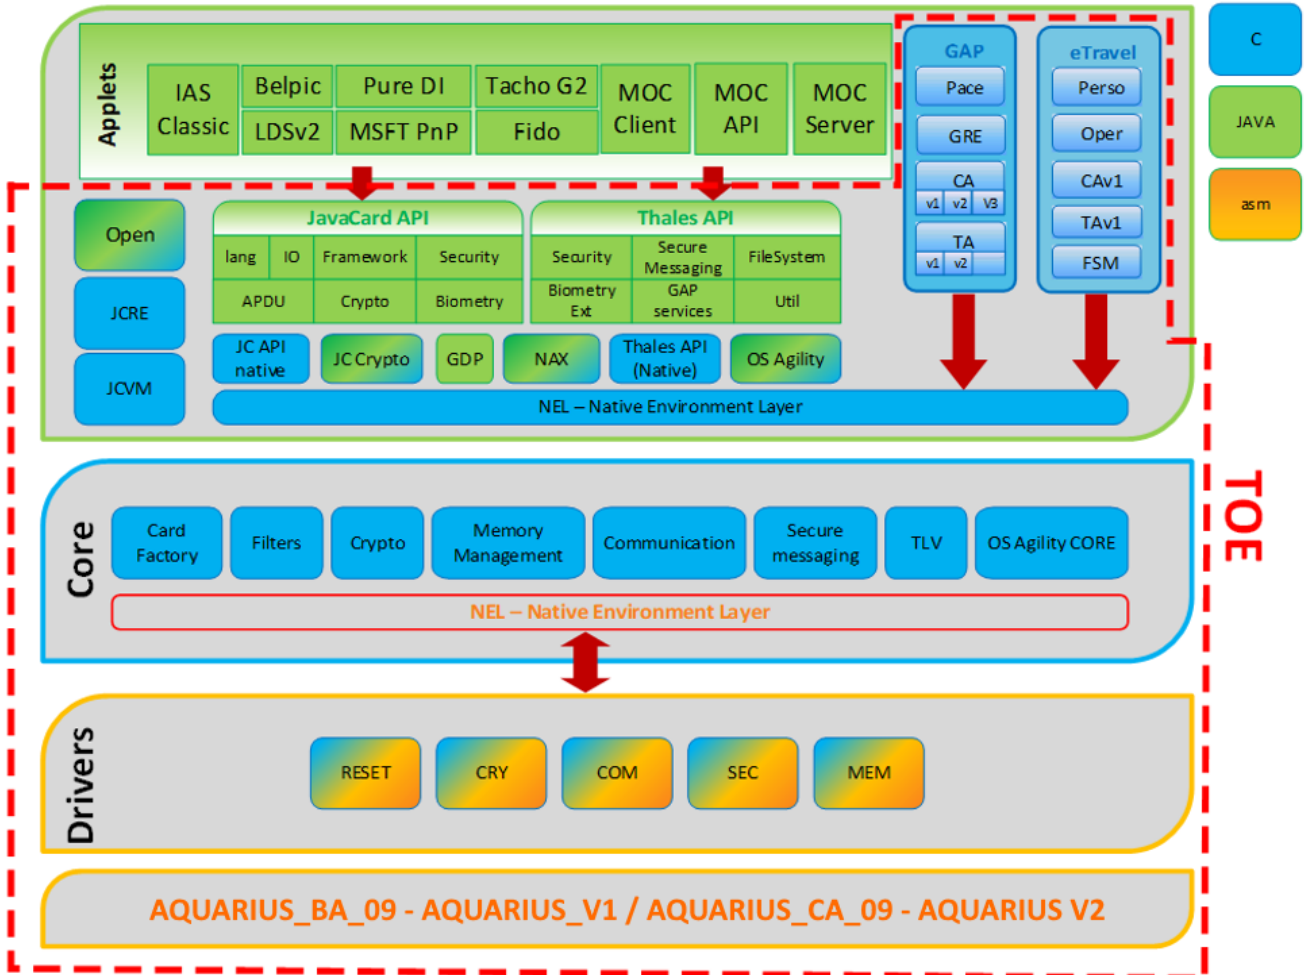 Applets
IAS
Classic
Belpic
LDSv2
Pure DI
MSFT PnP
Tacho G2
Fido
MOC
Client
MOC
API
MOC
Server
GAP
Pace
GRE
CA
v1 v2 V3
TA
v1 v2
eTravel
Perso
Oper
CAv1
TAv1
FSM
C
JAVA
asm
Open
JCRE
JCVM
JavaCard API
lang IO Framework Security
APDU Crypto Biometry
Thales API
Security
Secure
Messaging
FileSystem
Biometry
Ext
GAP
services
Util
JC API
native
JC Crypto
GDP
NAX
Thales API
(Native)
OS Agility
NEL – Native Environment Layer
TOE
Core
Card
Factory
Filters
Crypto
Memory
Management
Communication
Secure
messaging
TLV
OS Agility CORE
NEL – Native Environment Layer
Drivers
RESET
CRY
COM
SEC
MEM
AQUARIUS_BA_09 - AQUARIUS_V1 / AQUARIUS_CA_09 - AQUARIUS V2